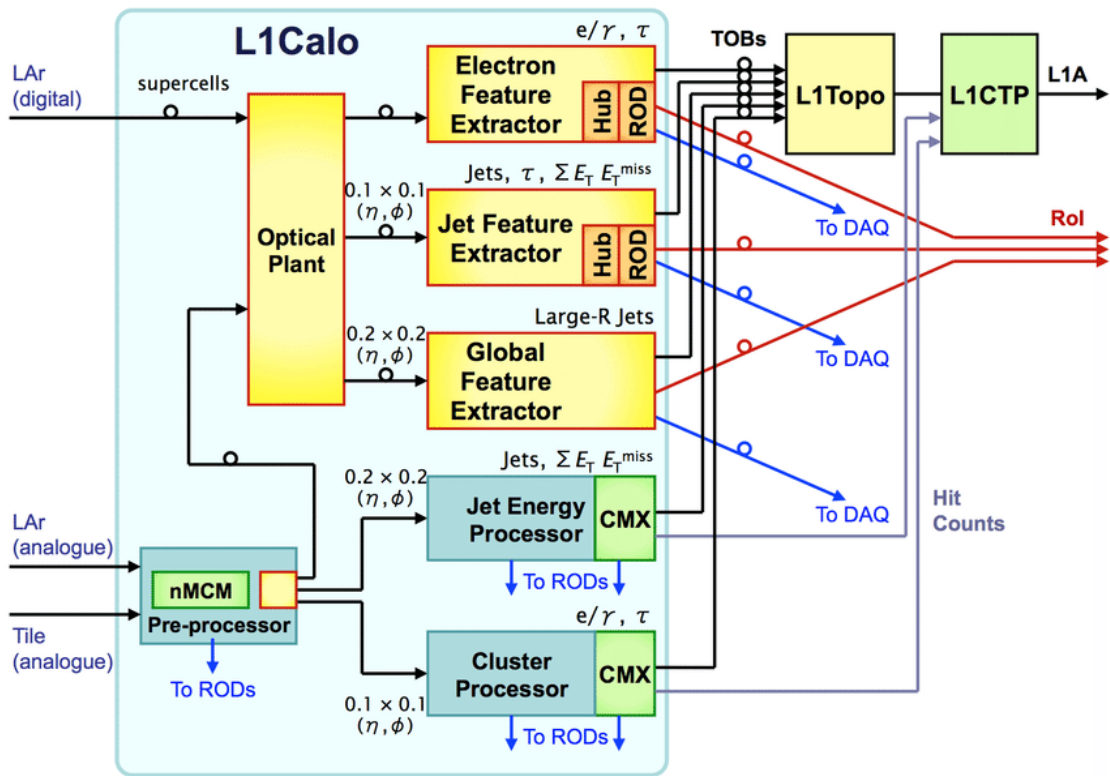 L1Calo
e/γ, τ
TOBs
LAr
(digital)
supercells
Electron
Feature
Extractor
Hub
ROD
L1Topo
L1CTP
L1A
Jets, τ, Σ E_T E_T^miss
0.1 × 0.1
(η,ϕ)
Optical
Plant
Jet Feature
Extractor
Hub
ROD
To DAQ
RoI
Large-R Jets
0.2 × 0.2
(η,ϕ)
Global
Feature
Extractor
To DAQ
Jets, Σ E_T E_T^miss
0.2 × 0.2
(η,ϕ)
Jet Energy
Processor
CMX
To DAQ
Hit
Counts
LAr
(analogue)
nMCM
Pre-processor
To RODs
Tile
(analogue)
To RODs
e/γ, τ
Cluster
Processor
CMX
0.1 × 0.1
(η,ϕ)
To RODs